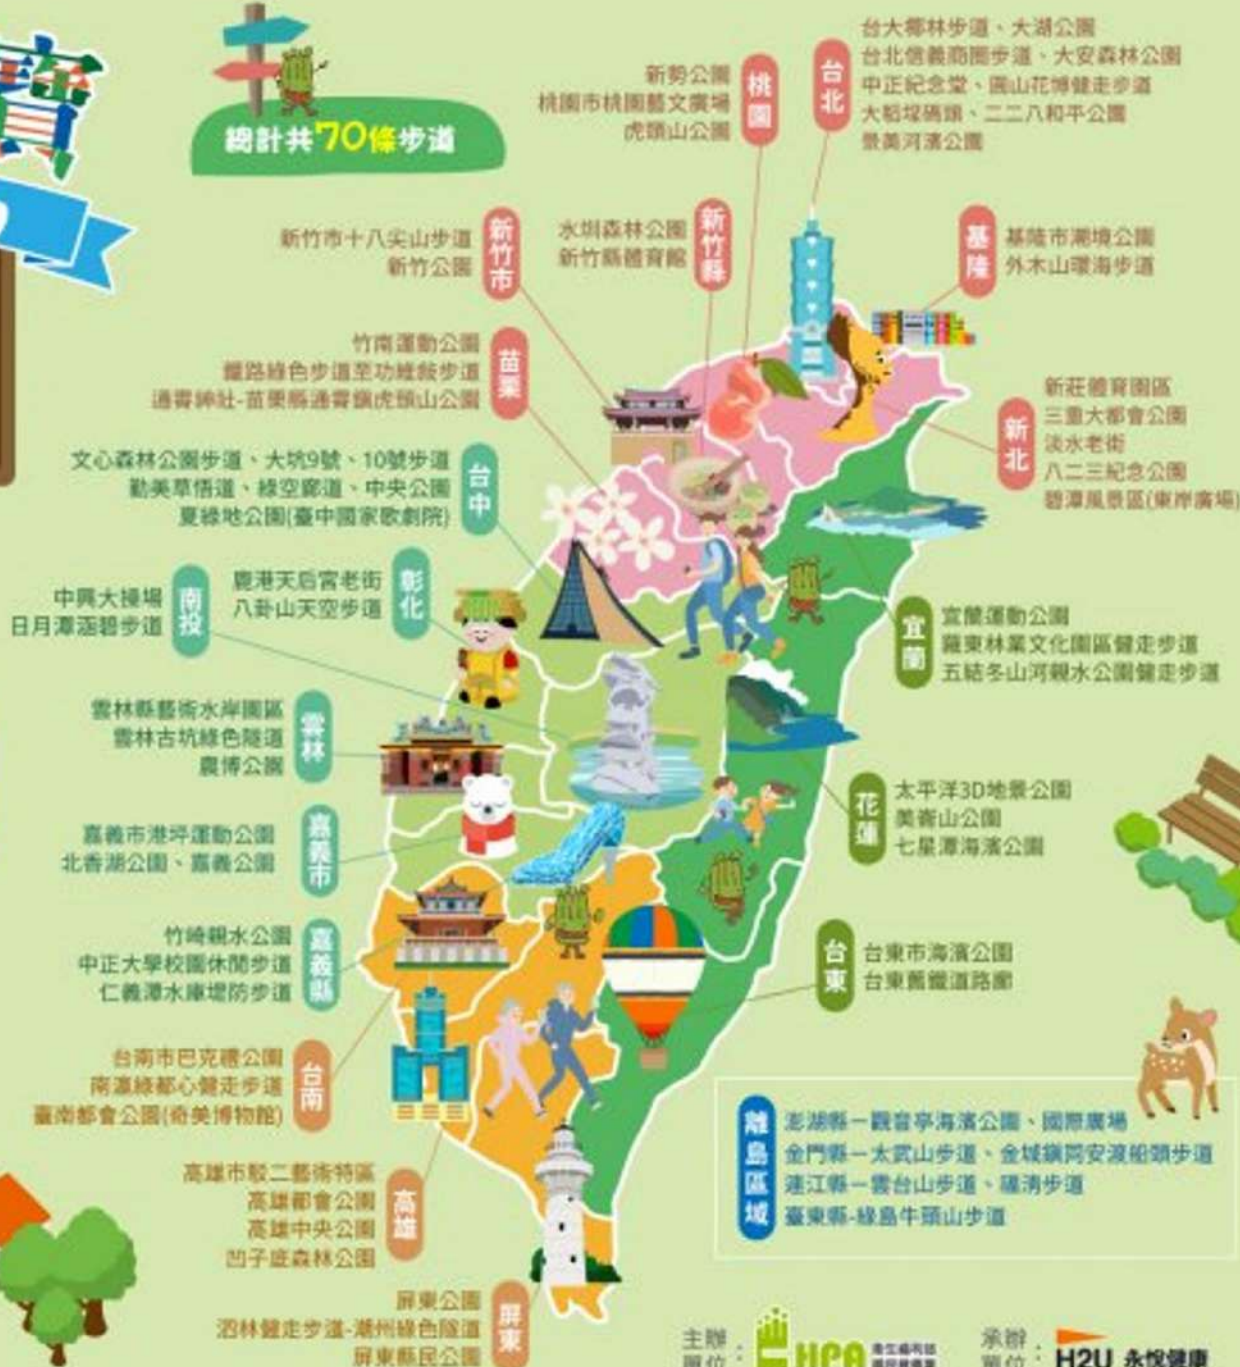 寶
總計共70條步道
桃園
新勢公園
桃園市桃園藝文廣場
虎頭山公園
台北
台大椰林步道、大湖公園
台北信義商圈步道、大安森林公園
中正紀念堂、圓山花博健走步道
大稻埕碼頭、二二八和平公園
景美河濱公園
新竹市
新竹市十八尖山步道
新竹公園
新竹縣
水圳森林公園
新竹縣體育館
基隆
基隆市潮境公園
外木山環海步道
苗栗
竹南運動公園
鐵路綠色步道至功維敘步道
通霄神社-苗栗縣通霄鎮虎頭山公園
新北
新莊體育園區
三重大都會公園
淡水老街
八二三紀念公園
碧潭風景區(東岸廣場)
台中
文心森林公園步道、大坑9號、10號步道
勤美草悟道、綠空廊道、中央公園
夏綠地公園(臺中國家歌劇院)
彰化
鹿港天后宮老街
八卦山天空步道
南投
中興大操場
日月潭涵碧步道
宜蘭
宜蘭運動公園
羅東林業文化園區健走步道
五結冬山河親水公園健走步道
雲林
雲林縣藝術水岸園區
雲林古坑綠色隧道
農博公園
花蓮
太平洋3D地景公園
美崙山公園
七星潭海濱公園
嘉義市
嘉義市港坪運動公園
北香湖公園、嘉義公園
嘉義縣
竹崎親水公園
中正大學校園休閒步道
仁義潭水庫堤防步道
台東
台東市海濱公園
台東舊鐵道路廊
台南
台南市巴克禮公園
南瀛綠都心健走步道
臺南都會公園(奇美博物館)
離島區域
澎湖縣－觀音亭海濱公園、國際廣場
金門縣－太武山步道、金城鎮同安渡船頭步道
連江縣－雲台山步道、福清步道
臺東縣-綠島牛頭山步道
高雄
高雄市駁二藝術特區
高雄都會公園
高雄中央公園
凹子底森林公園
屏東
屏東公園
泗林健走步道-潮州綠色隧道
屏東縣民公園
主辦單位：
HPA
承辦單位：
H2U 永悅健康